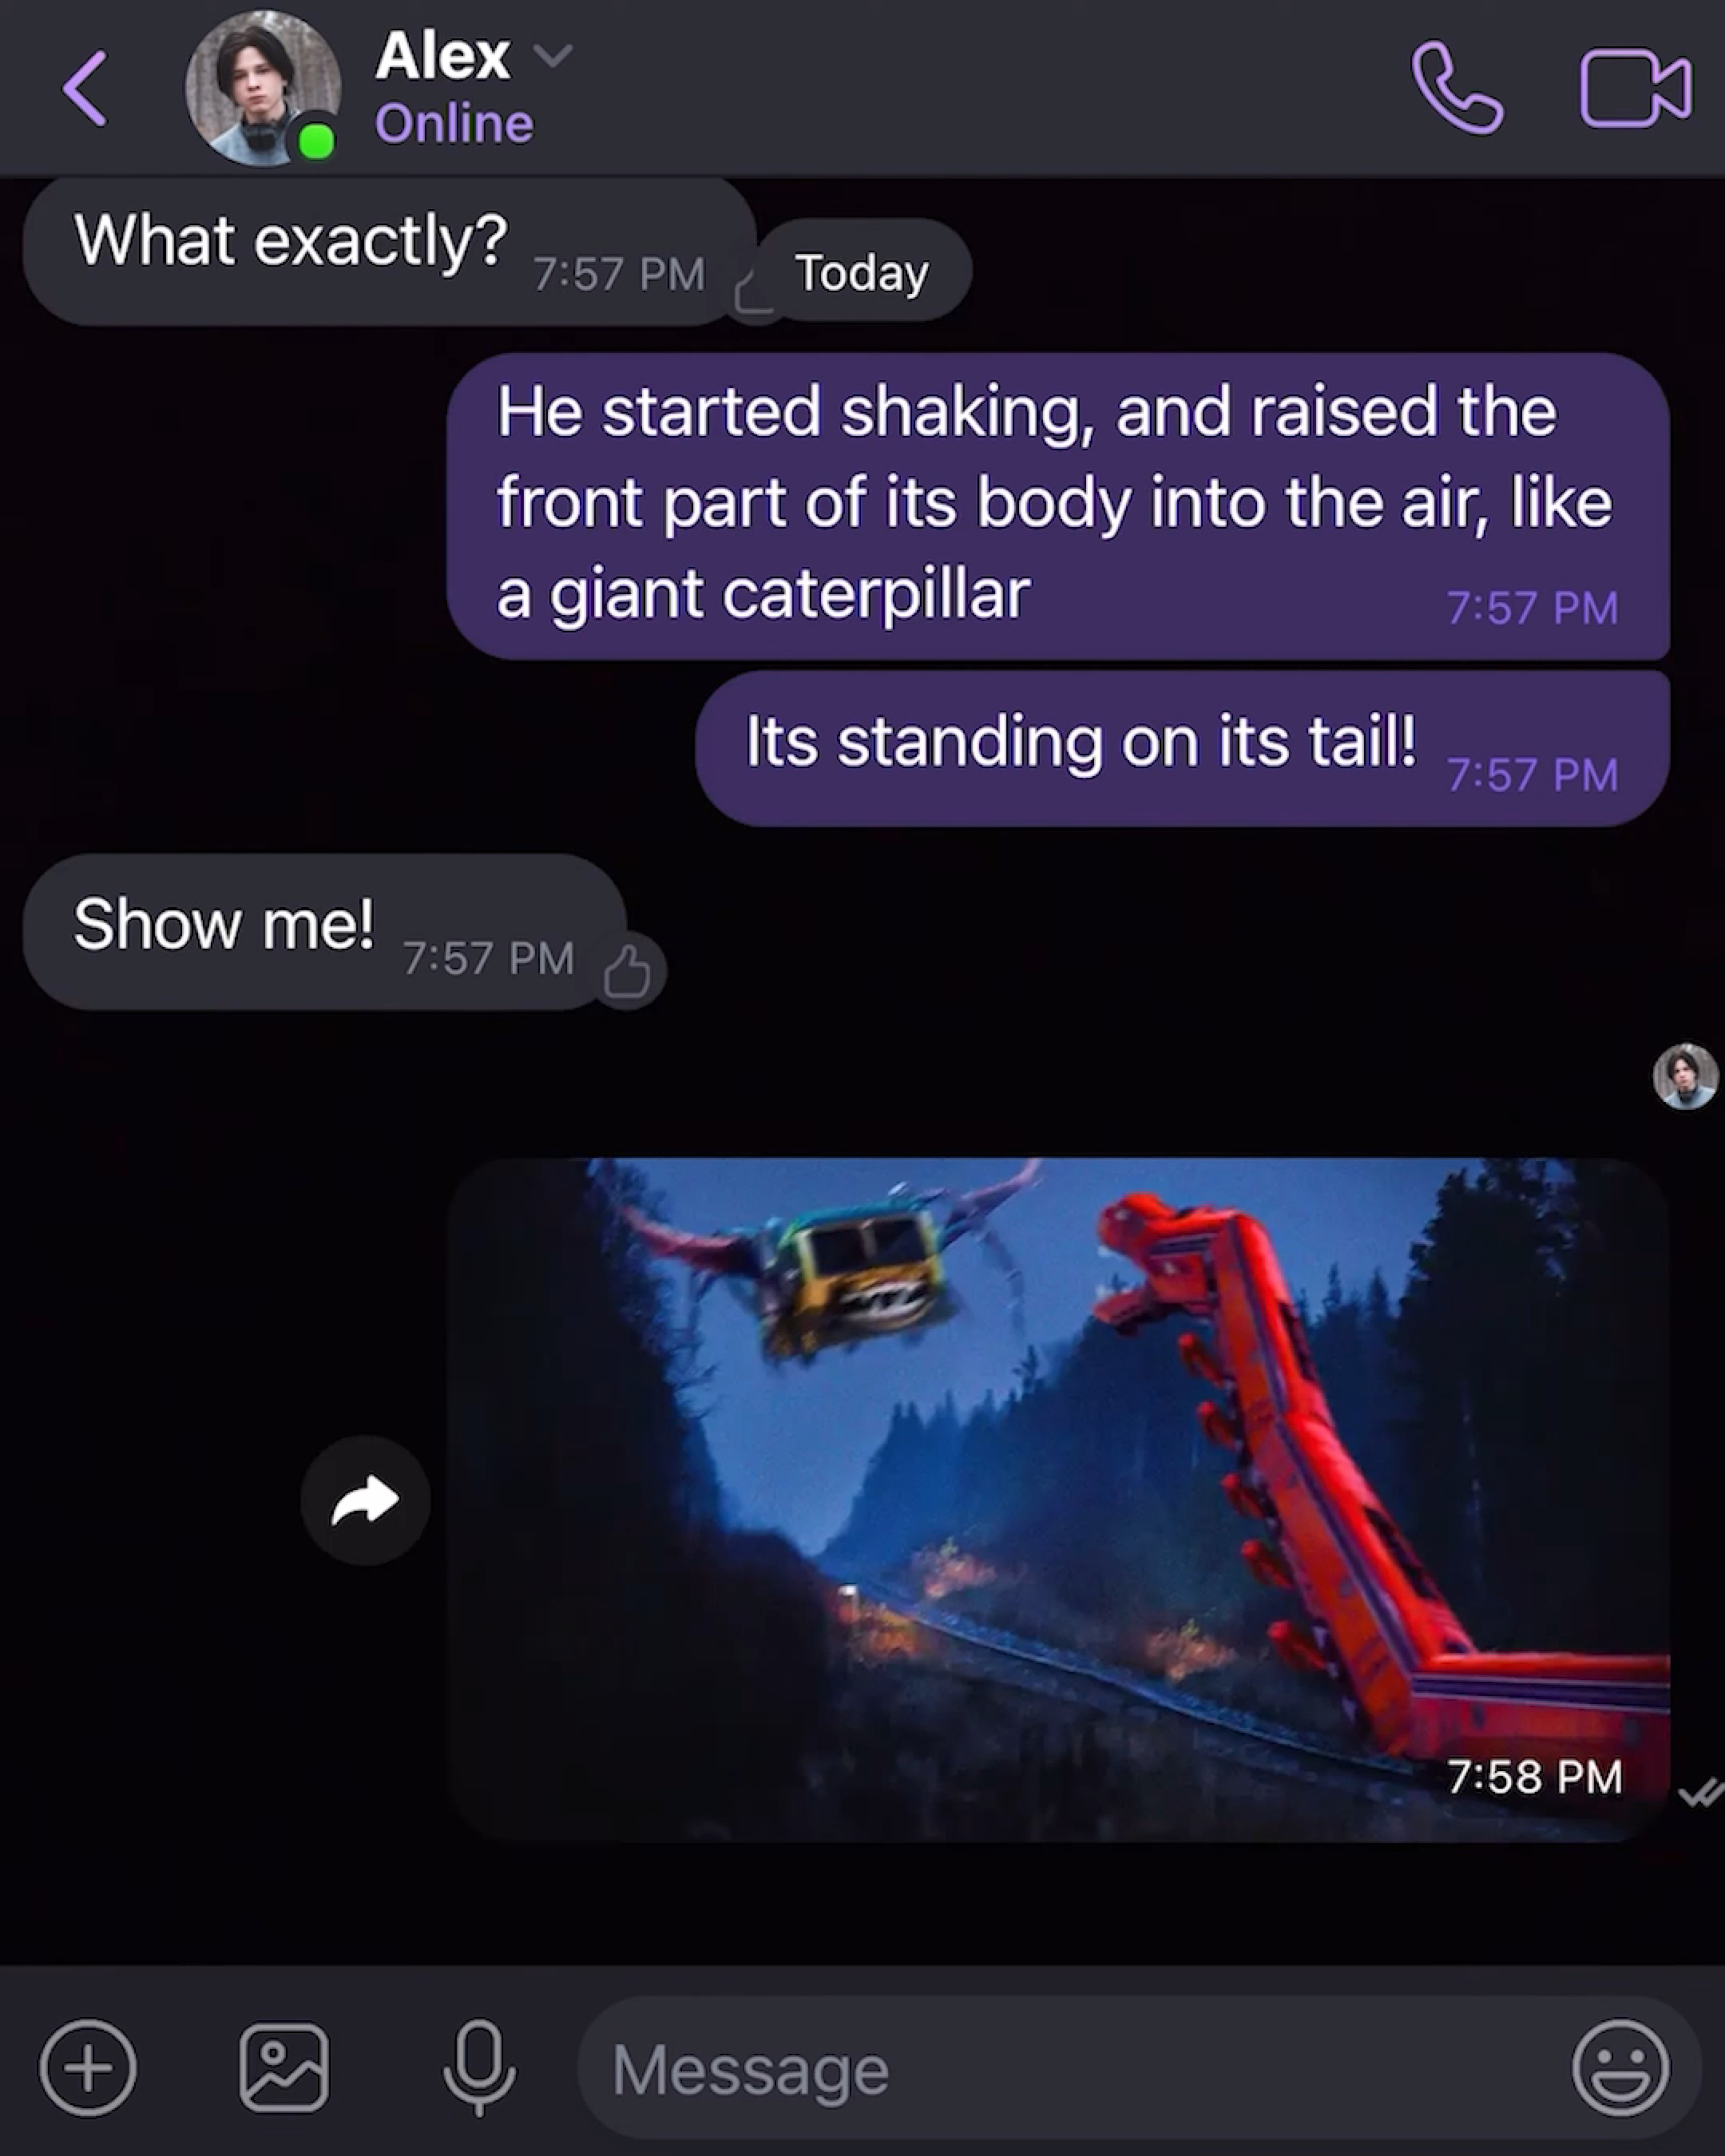 Alex
Online
What exactly? 7:57 PM
Today
He started shaking, and raised the
front part of its body into the air, like
a giant caterpillar 7:57 PM
Its standing on its tail! 7:57 PM
Show me! 7:57 PM
7:58 PM
Message